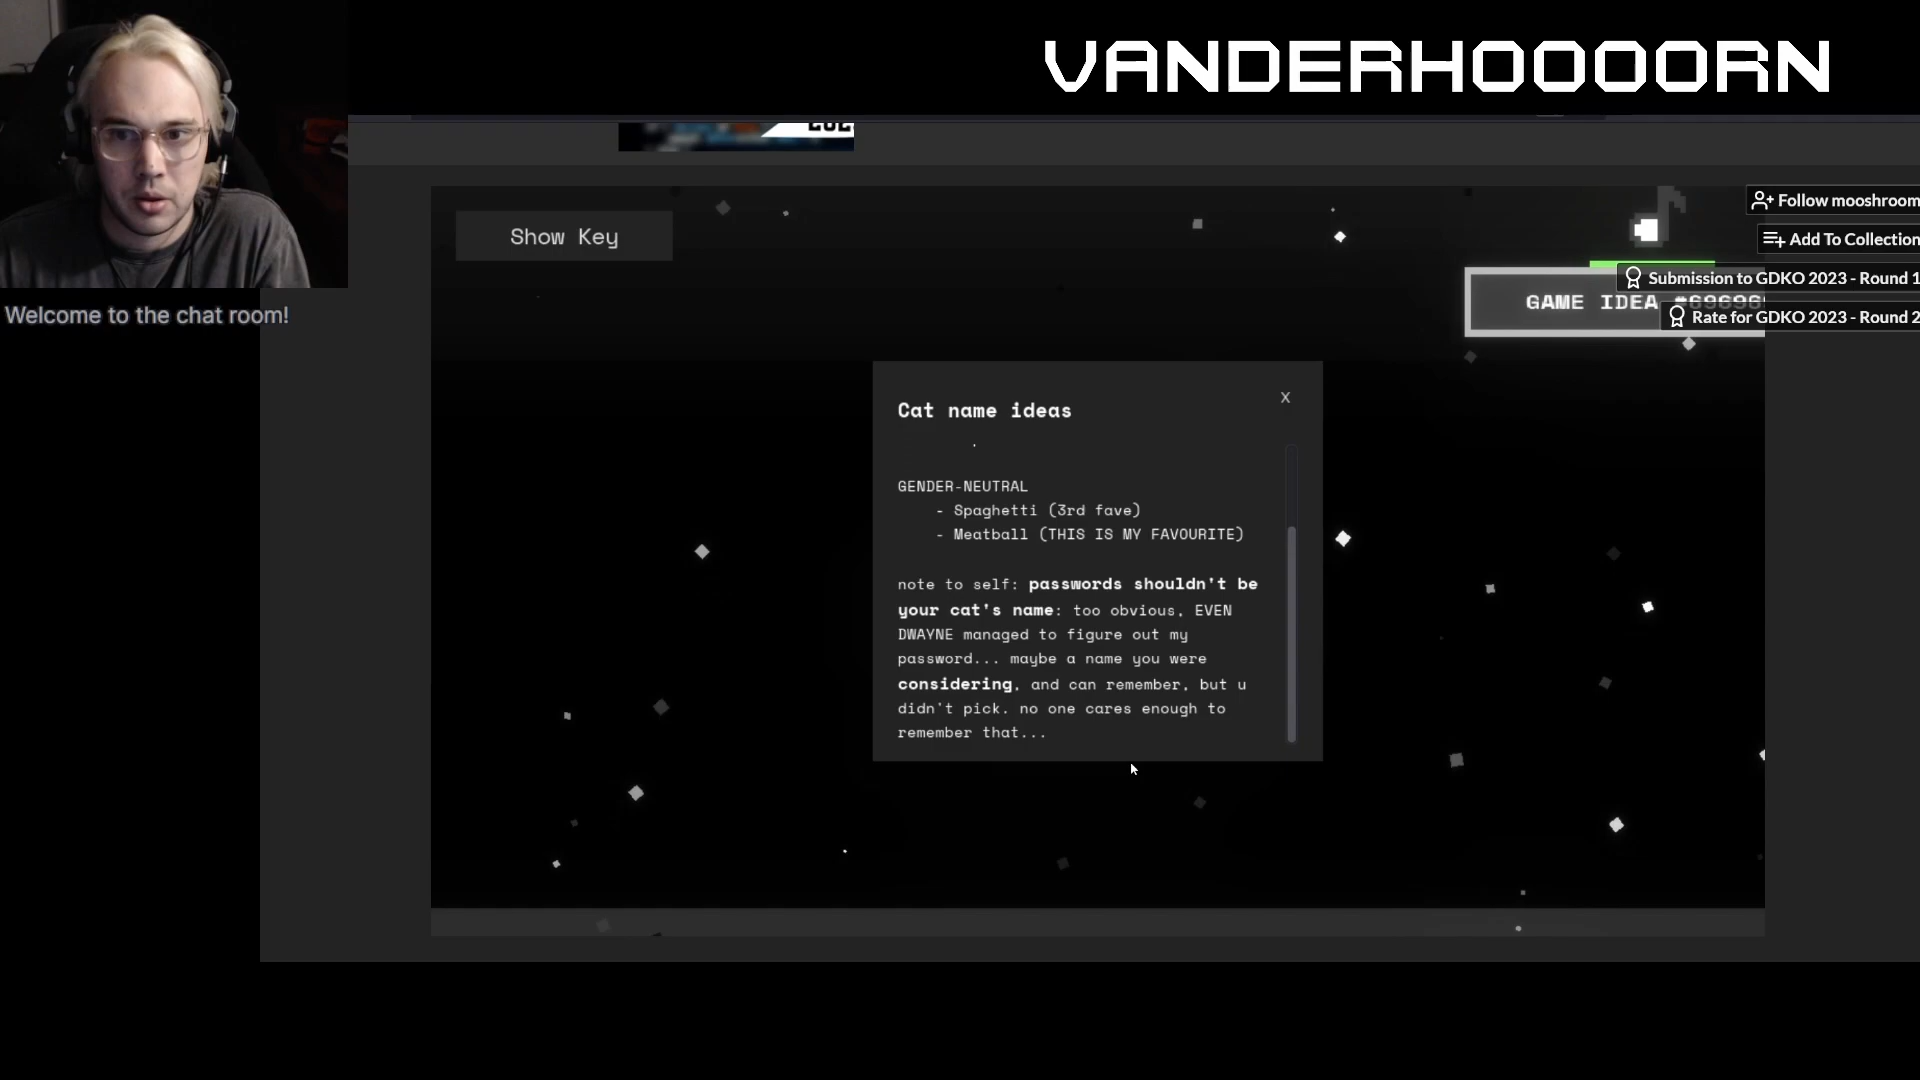 VANDERHOOOORN
Show Key
Follow mooshroom
Add To Collection
Submission to GDKO 2023 - Round 1
GAME IDEA #69696
Rate for GDKO 2023 - Round 2
Welcome to the chat room!
Cat name ideas
X
GENDER-NEUTRAL
- Spaghetti (3rd fave)
- Meatball (THIS IS MY FAVOURITE)
note to self: passwords shouldn't be
your cat's name: too obvious, EVEN
DWAYNE managed to figure out my
password... maybe a name you were
considering, and can remember, but u
didn't pick. no one cares enough to
remember that...